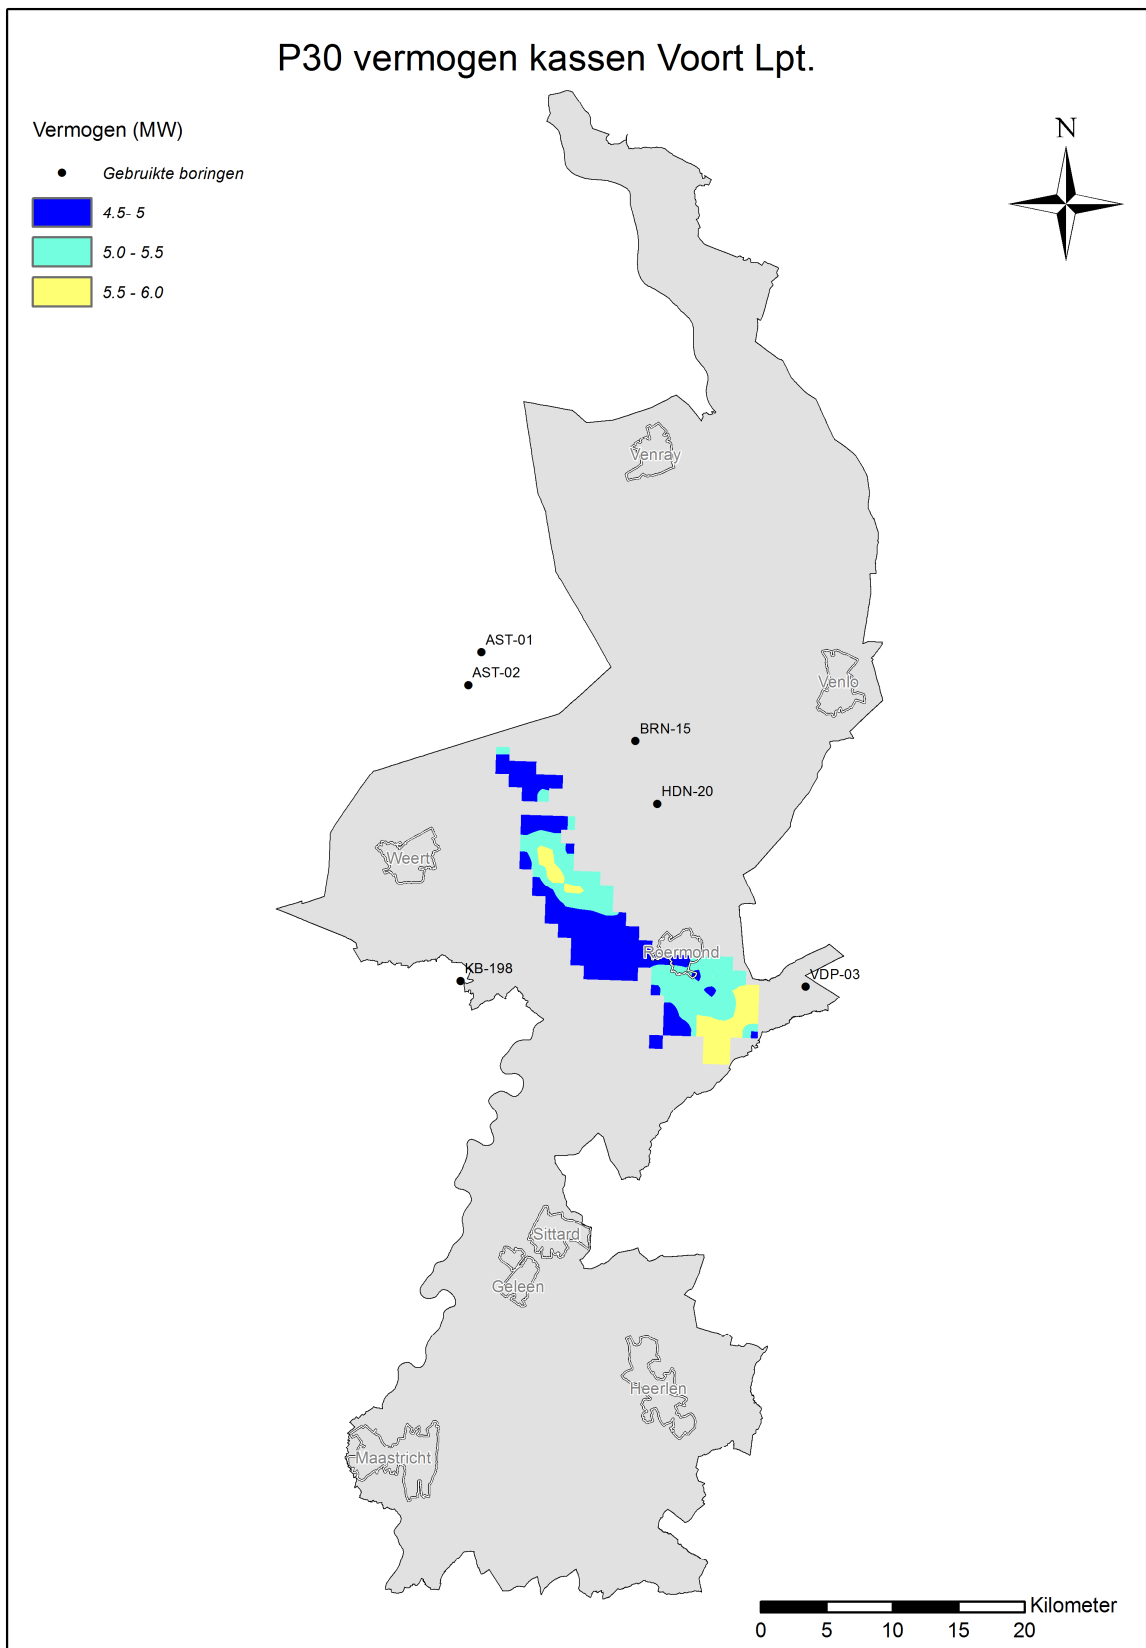 P30 vermogen kassen Voort Lpt.
Vermogen (MW)
Gebruikte boringen
4.5- 5
5.0 - 5.5
5.5 - 6.0
N
Venray
AST-01
AST-02
Venlo
BRN-15
HDN-20
Weert
Roermond
KB-198
VDP-03
Sittard
Geleen
Heerlen
Maastricht
Kilometer
0 5 10 15 20